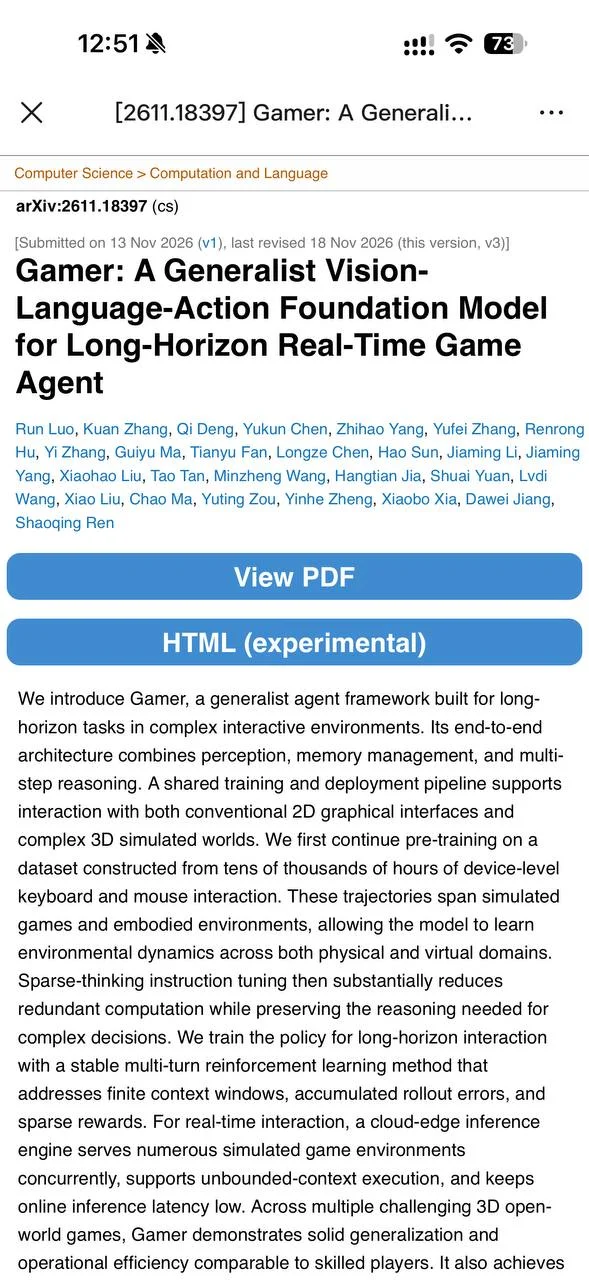 12:51
73
[2611.18397] Gamer: A Generali...
Computer Science > Computation and Language
arXiv:2611.18397 (cs)
[Submitted on 13 Nov 2026 (v1), last revised 18 Nov 2026 (this version, v3)]
Gamer: A Generalist Vision-
Language-Action Foundation Model
for Long-Horizon Real-Time Game
Agent
Run Luo, Kuan Zhang, Qi Deng, Yukun Chen, Zhihao Yang, Yufei Zhang, Renrong
Hu, Yi Zhang, Guiyu Ma, Tianyu Fan, Longze Chen, Hao Sun, Jiaming Li, Jiaming
Yang, Xiaohao Liu, Tao Tan, Minzheng Wang, Hangtian Jia, Shuai Yuan, Lvdi
Wang, Xiao Liu, Chao Ma, Yuting Zou, Yinhe Zheng, Xiaobo Xia, Dawei Jiang,
Shaoqing Ren
View PDF
HTML (experimental)
We introduce Gamer, a generalist agent framework built for long-
horizon tasks in complex interactive environments. Its end-to-end
architecture combines perception, memory management, and multi-
step reasoning. A shared training and deployment pipeline supports
interaction with both conventional 2D graphical interfaces and
complex 3D simulated worlds. We first continue pre-training on a
dataset constructed from tens of thousands of hours of device-level
keyboard and mouse interaction. These trajectories span simulated
games and embodied environments, allowing the model to learn
environmental dynamics across both physical and virtual domains.
Sparse-thinking instruction tuning then substantially reduces
redundant computation while preserving the reasoning needed for
complex decisions. We train the policy for long-horizon interaction
with a stable multi-turn reinforcement learning method that
addresses finite context windows, accumulated rollout errors, and
sparse rewards. For real-time interaction, a cloud-edge inference
engine serves numerous simulated game environments
concurrently, supports unbounded-context execution, and keeps
online inference latency low. Across multiple challenging 3D open-
world games, Gamer demonstrates solid generalization and
operational efficiency comparable to skilled players. It also achieves